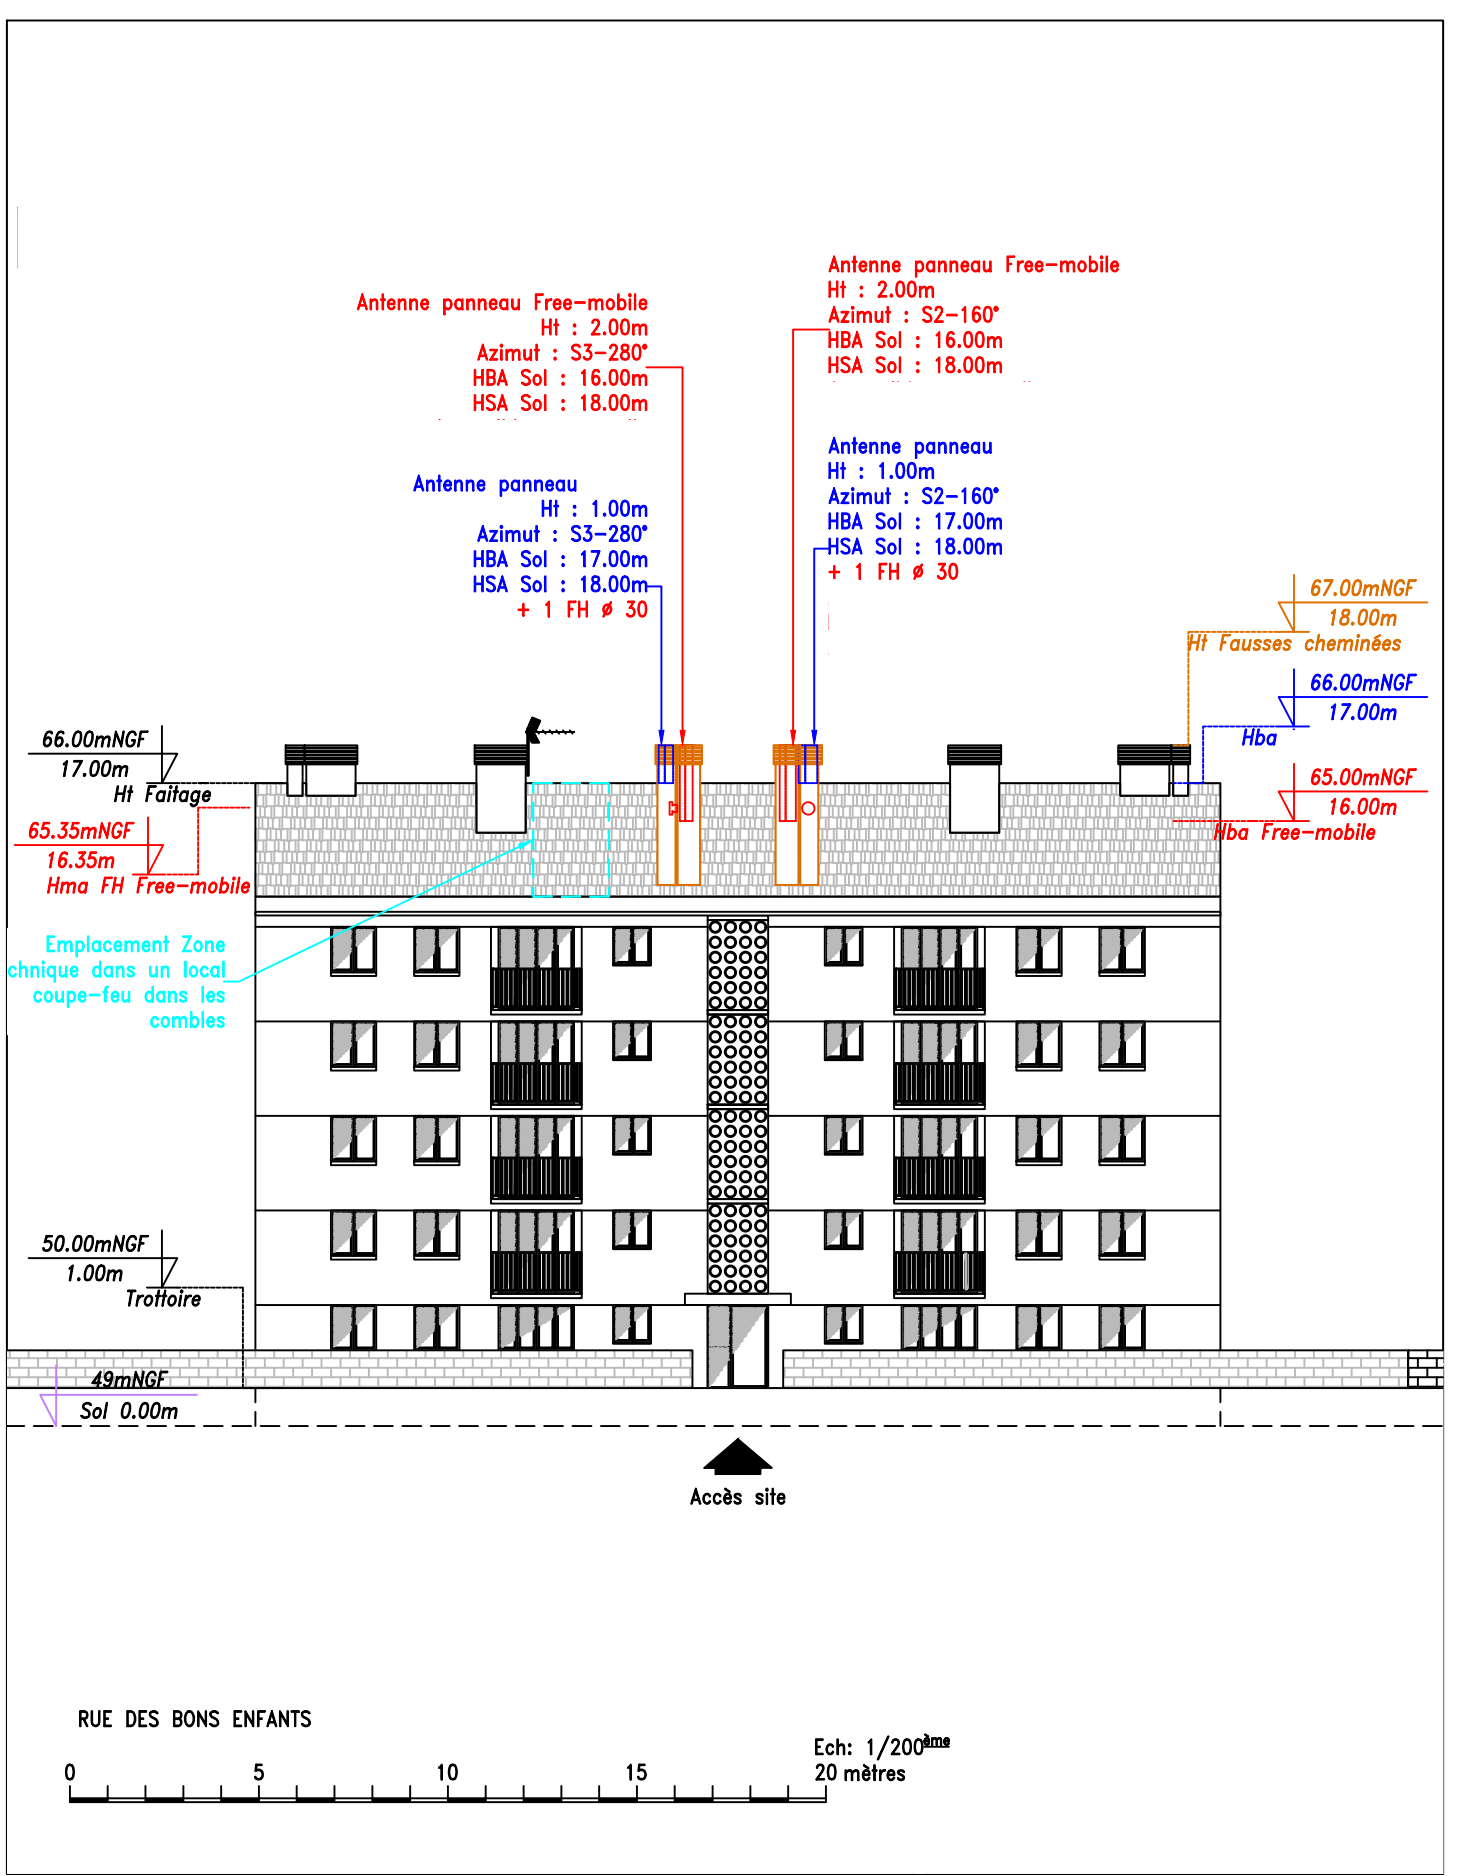 Antenne panneau Free-mobile
Ht : 2.00m
Azimut : S2-160°
HBA Sol : 16.00m
HSA Sol : 18.00m
Antenne panneau Free-mobile
Ht : 2.00m
Azimut : S3-280°
HBA Sol : 16.00m
HSA Sol : 18.00m
Antenne panneau
Ht : 1.00m
Azimut : S2-160°
HBA Sol : 17.00m
HSA Sol : 18.00m
+ 1 FH ø 30
Antenne panneau
Ht : 1.00m
Azimut : S3-280°
HBA Sol : 17.00m
HSA Sol : 18.00m
+ 1 FH ø 30
67.00mNGF
18.00m
Ht Fausses cheminées
66.00mNGF
17.00m
Hba
66.00mNGF
17.00m
Ht Faitage
65.00mNGF
16.00m
Hba Free-mobile
65.35mNGF
16.35m
Hma FH Free-mobile
Emplacement Zone
chnique dans un local
coupe-feu dans les
combles
50.00mNGF
1.00m
Trottoire
49mNGF
Sol 0.00m
Accès site
RUE DES BONS ENFANTS
Ech: 1/200ème
0 5 10 15 20 mètres